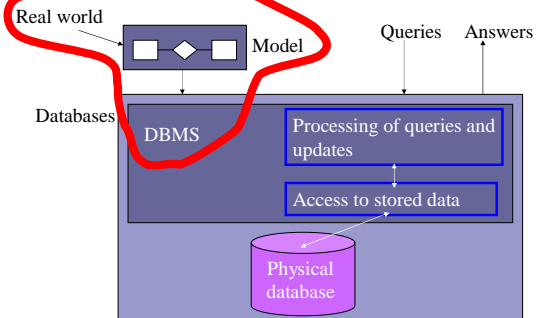 Real world
Model
Queries
Answers
Databases
DBMS
Processing of queries and
updates
Access to stored data
Physical
database